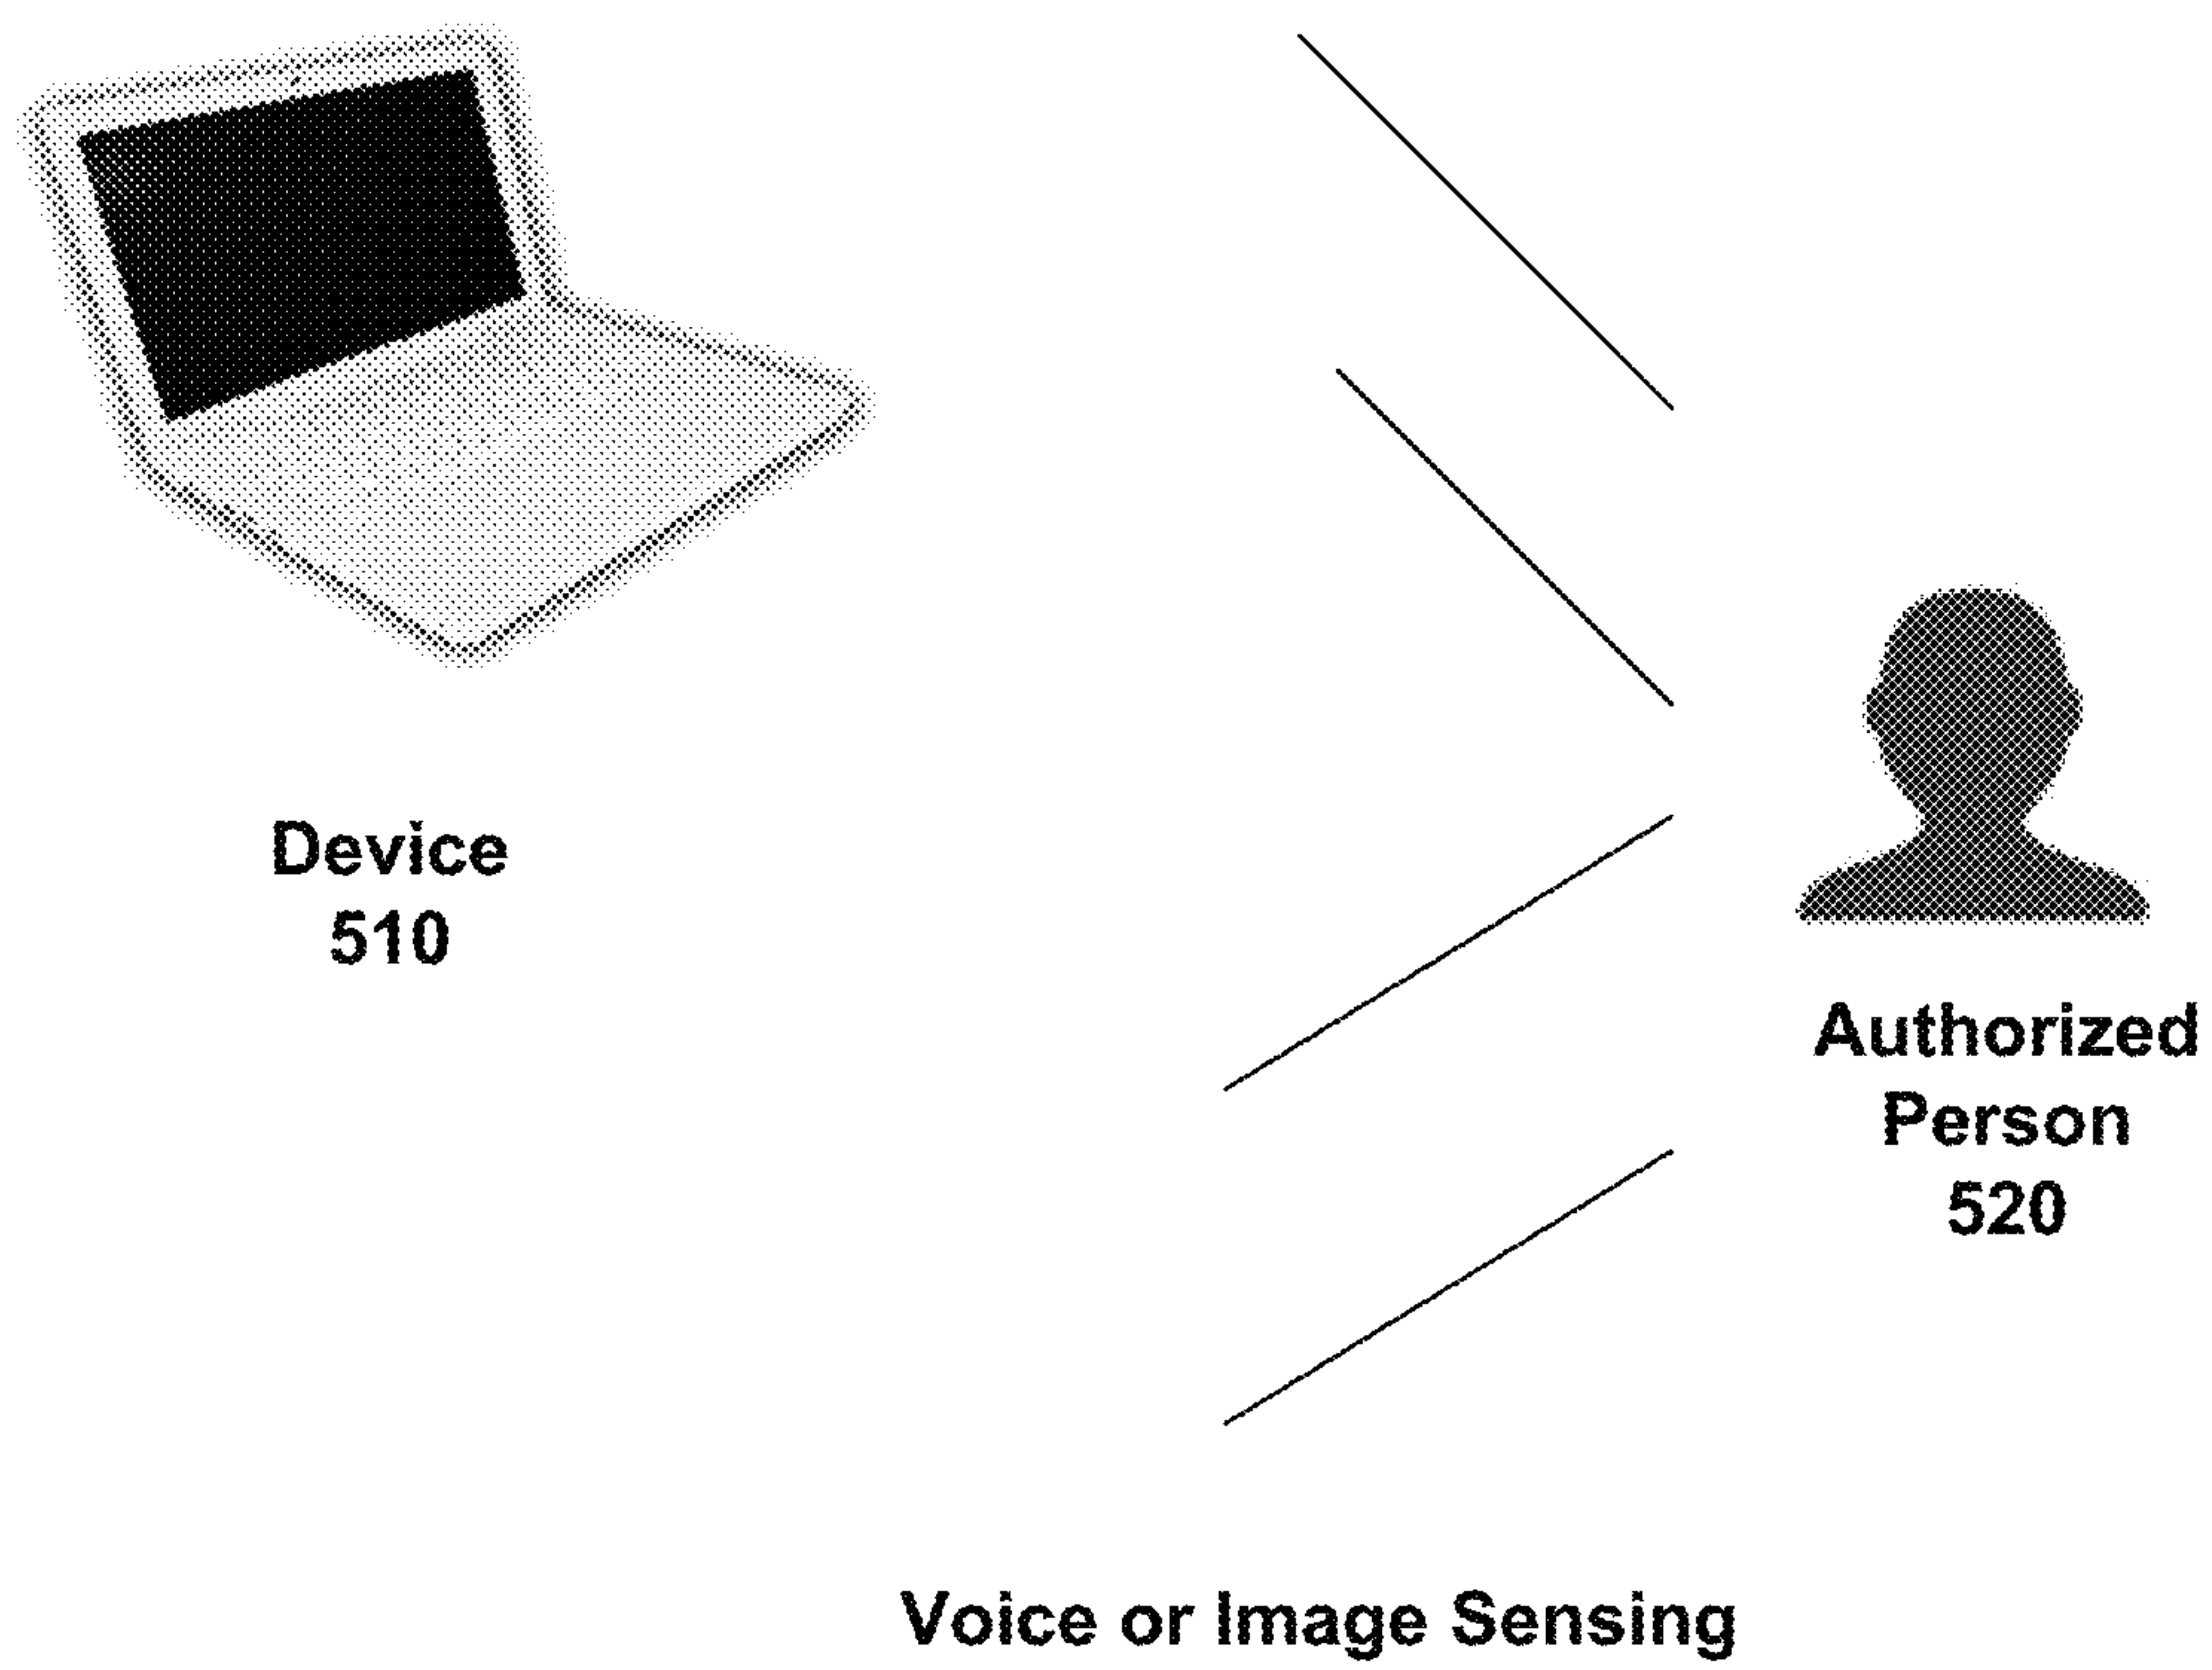 Device
510
Authorized
Person
520
Voice or Image Sensing